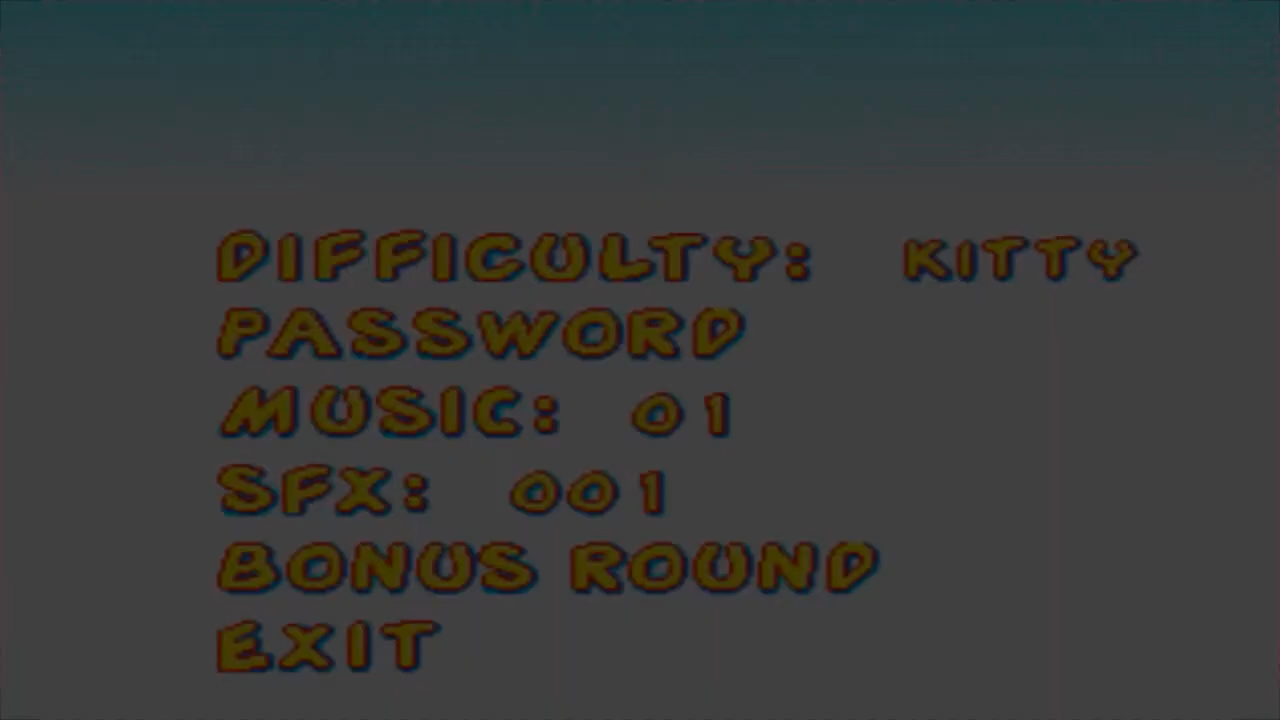 DIFFICULTY: KITTY
PASSWORD
MUSIC: 01
SFX: 001
BONUS ROUND
EXIT